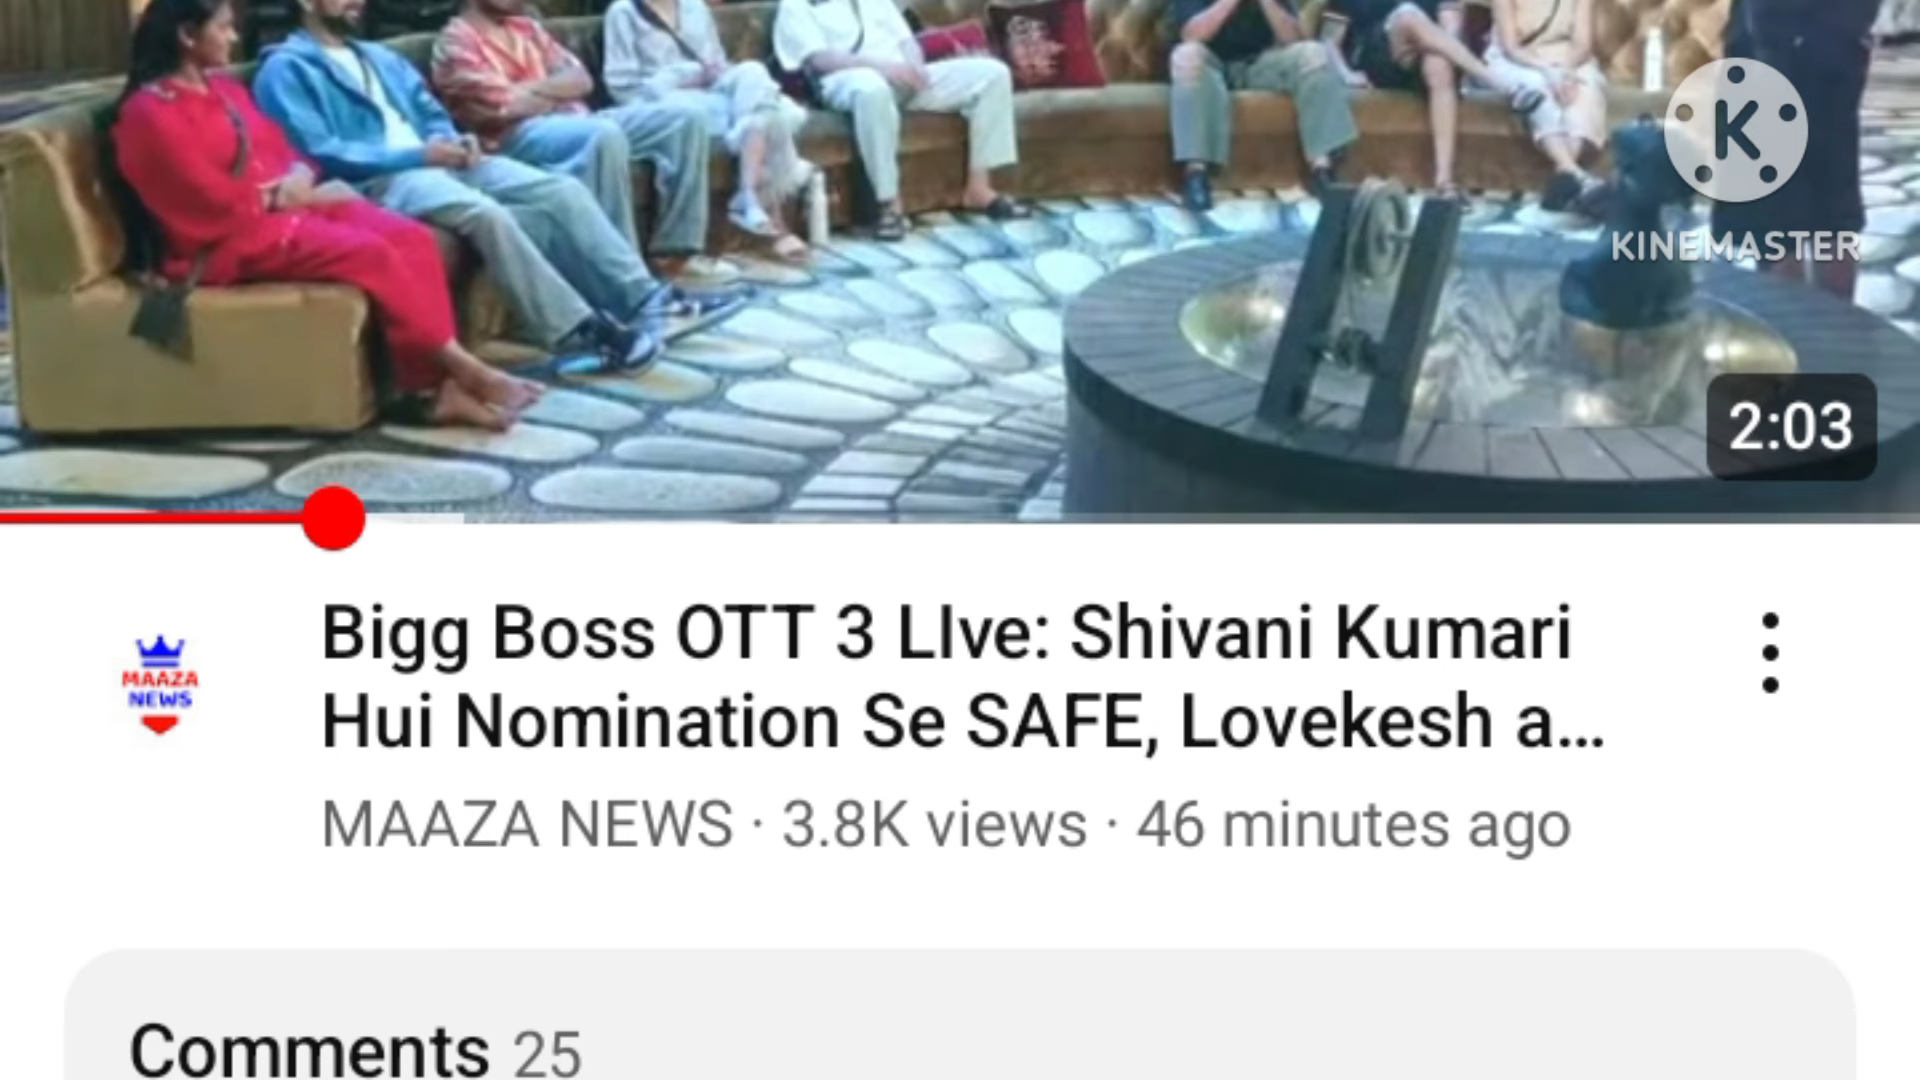 KINEMASTER
2:03
Bigg Boss OTT 3 LIve: Shivani Kumari
Hui Nomination Se SAFE, Lovekesh a...
MAAZA NEWS
MAAZA NEWS · 3.8K views · 46 minutes ago
Comments 25